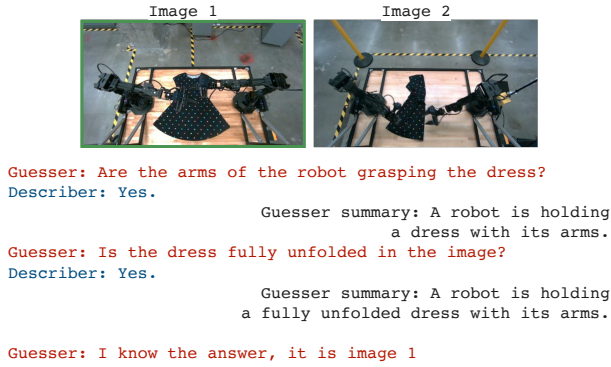 Image 1
Image 2
Guesser: Are the arms of the robot grasping the dress?
Describer: Yes.
Guesser summary: A robot is holding
a dress with its arms.
Guesser: Is the dress fully unfolded in the image?
Describer: Yes.
Guesser summary: A robot is holding
a fully unfolded dress with its arms.
Guesser: I know the answer, it is image 1